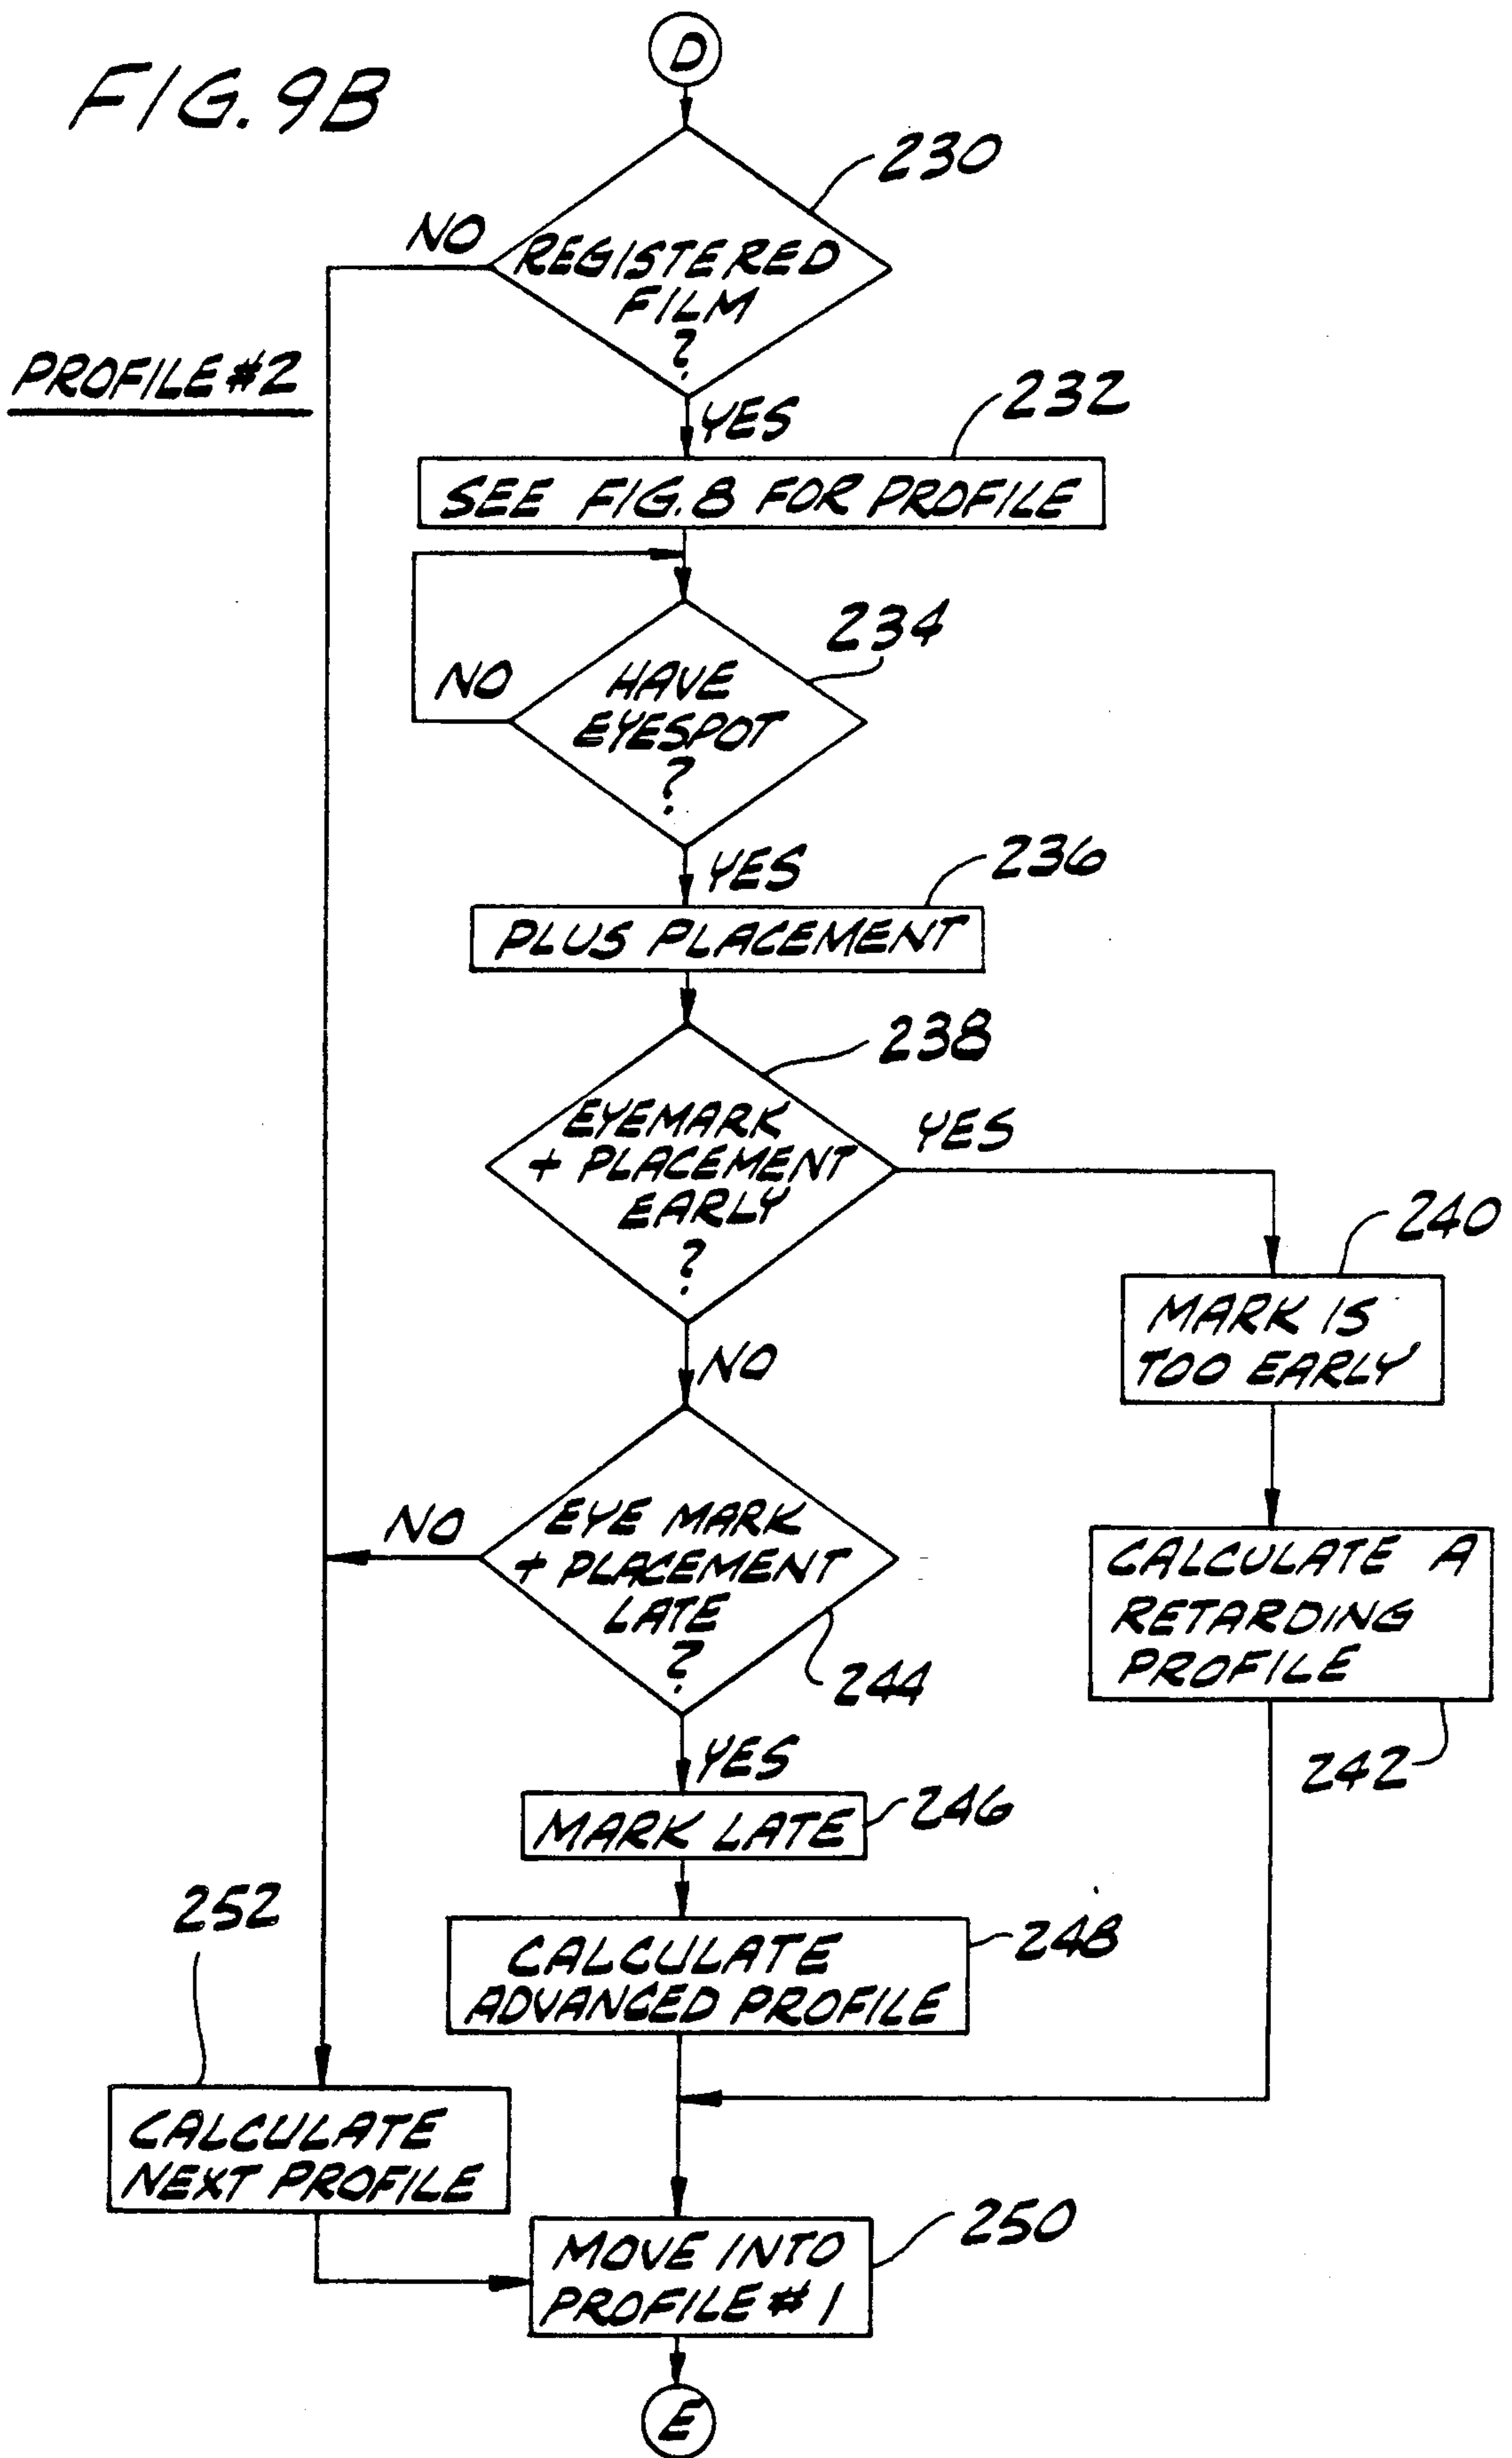 FIG. 9B
D
230
NO
REGISTERED
FILM
?
PROFILE #2
YES
232
SEE FIG. 8 FOR PROFILE
234
NO
HAVE
EYESPOT
?
YES
236
PLUS PLACEMENT
238
EYEMARK
+ PLACEMENT
EARLY
?
YES
240
MARK IS
TOO EARLY
NO
NO
EYE MARK
+ PLACEMENT
LATE
?
244
CALCULATE A
RETARDING
PROFILE
242
YES
MARK LATE
246
252
CALCULATE
ADVANCED PROFILE
248
CALCULATE
NEXT PROFILE
MOVE INTO
PROFILE #1
250
E